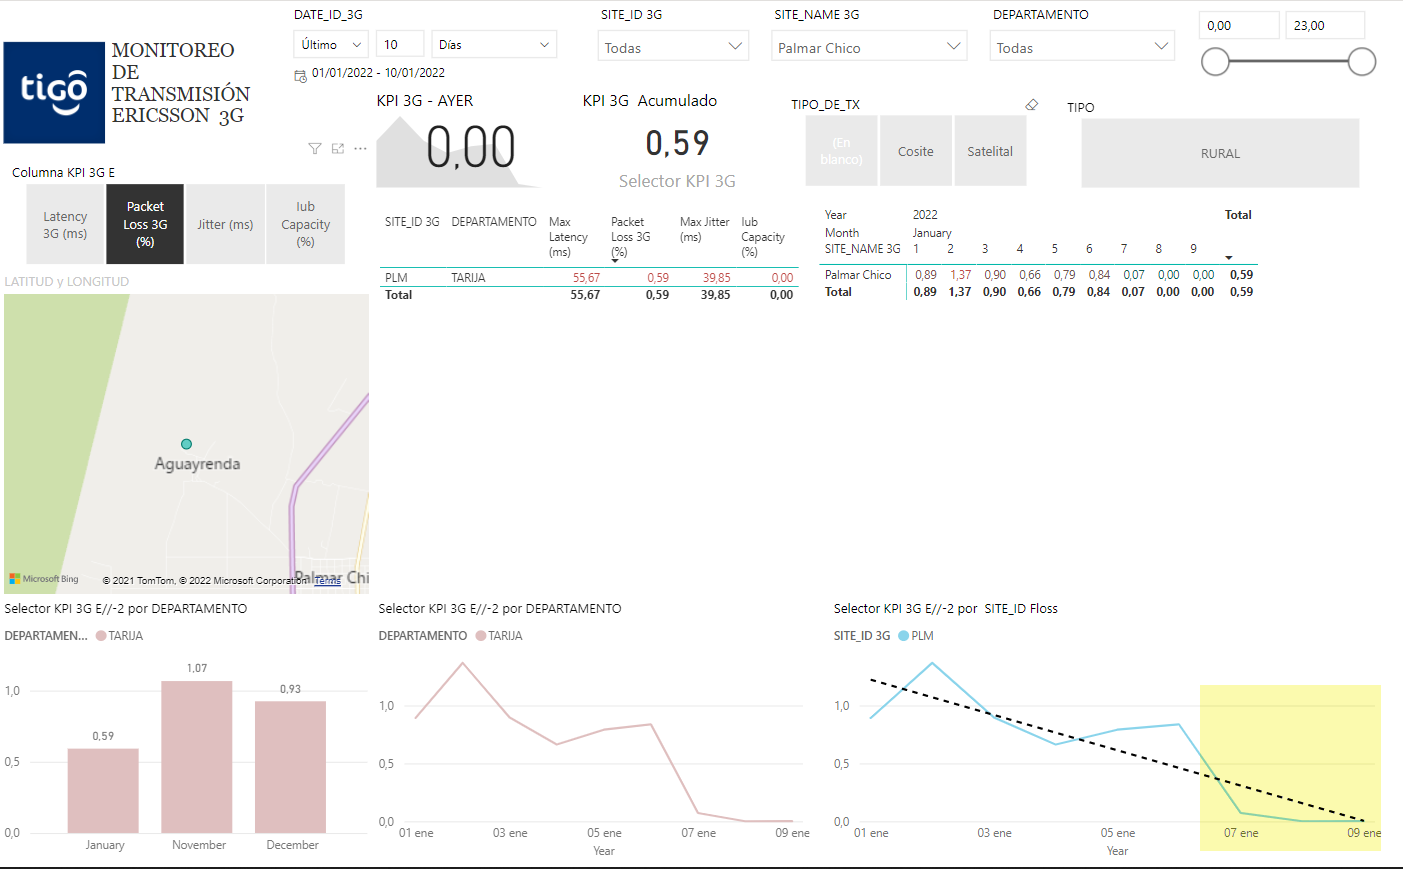 DATE_ID_3G
SITE_ID 3G
SITE_NAME 3G
DEPARTAMENTO
Último
10
Días
Todas
Palmar Chico
Todas
0,00
23,00
01/01/2022 - 10/01/2022
tigo
MONITOREO
DE
TRANSMISIÓN
ERICSSON 3G
KPI 3G - AYER
0,00
KPI 3G Acumulado
0,59
Selector KPI 3G
TIPO_DE_TX
(En
blanco)
Cosite
Satelital
TIPO
RURAL
Columna KPI 3G E
Latency
3G (ms)
Packet
Loss 3G
(%)
Jitter (ms)
Iub
Capacity
(%)
SITE_ID 3G DEPARTAMENTO Max Latency (ms) Packet Loss 3G (%) Max Jitter (ms) Iub Capacity (%)
PLM TARIJA 55,67 0,59 39,85 0,00
Total 55,67 0,59 39,85 0,00
Year 2022 Total
Month January
SITE_NAME 3G 1 2 3 4 5 6 7 8 9
Palmar Chico 0,89 1,37 0,90 0,66 0,79 0,84 0,07 0,00 0,00 0,59
Total 0,89 1,37 0,90 0,66 0,79 0,84 0,07 0,00 0,00 0,59
LATITUD y LONGITUD
Aguayrenda
Palmar Chi
Microsoft Bing
© 2021 TomTom, © 2022 Microsoft Corporation Terms
Selector KPI 3G E//-2 por DEPARTAMENTO
DEPARTAMEN... TARIJA
1,0
0,5
0,0
0,59
1,07
0,93
January November December
Selector KPI 3G E//-2 por DEPARTAMENTO
DEPARTAMENTO TARIJA
1,0
0,5
0,0
01 ene 03 ene 05 ene 07 ene 09 ene
Year
Selector KPI 3G E//-2 por SITE_ID Floss
SITE_ID 3G PLM
1,0
0,5
0,0
01 ene 03 ene 05 ene 07 ene 09 ene
Year